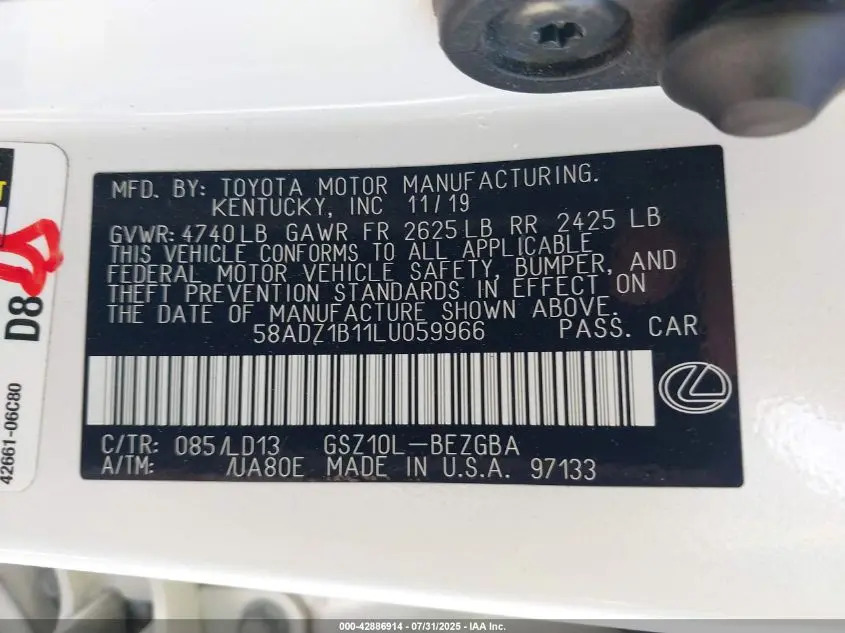 MFD. BY: TOYOTA MOTOR MANUFACTURING.
KENTUCKY, INC 11/19
GVWR: 4740LB GAWR FR 2625LB RR 2425 LB
THIS VEHICLE CONFORMS TO ALL APPLICABLE
FEDERAL MOTOR VEHICLE SAFETY, BUMPER, AND
THEFT PREVENTION STANDARDS IN EFFECT ON
THE DATE OF MANUFACTURE SHOWN ABOVE.
58ADZ1B11LU059966 PASS. CAR
C/TR: 085/LD13 GSZ10L-BEZGBA
A/TM: /UA80E MADE IN U.S.A. 97133
D8
42661-06C80
000-42886914 / 07/31/2025 - IAA Inc.